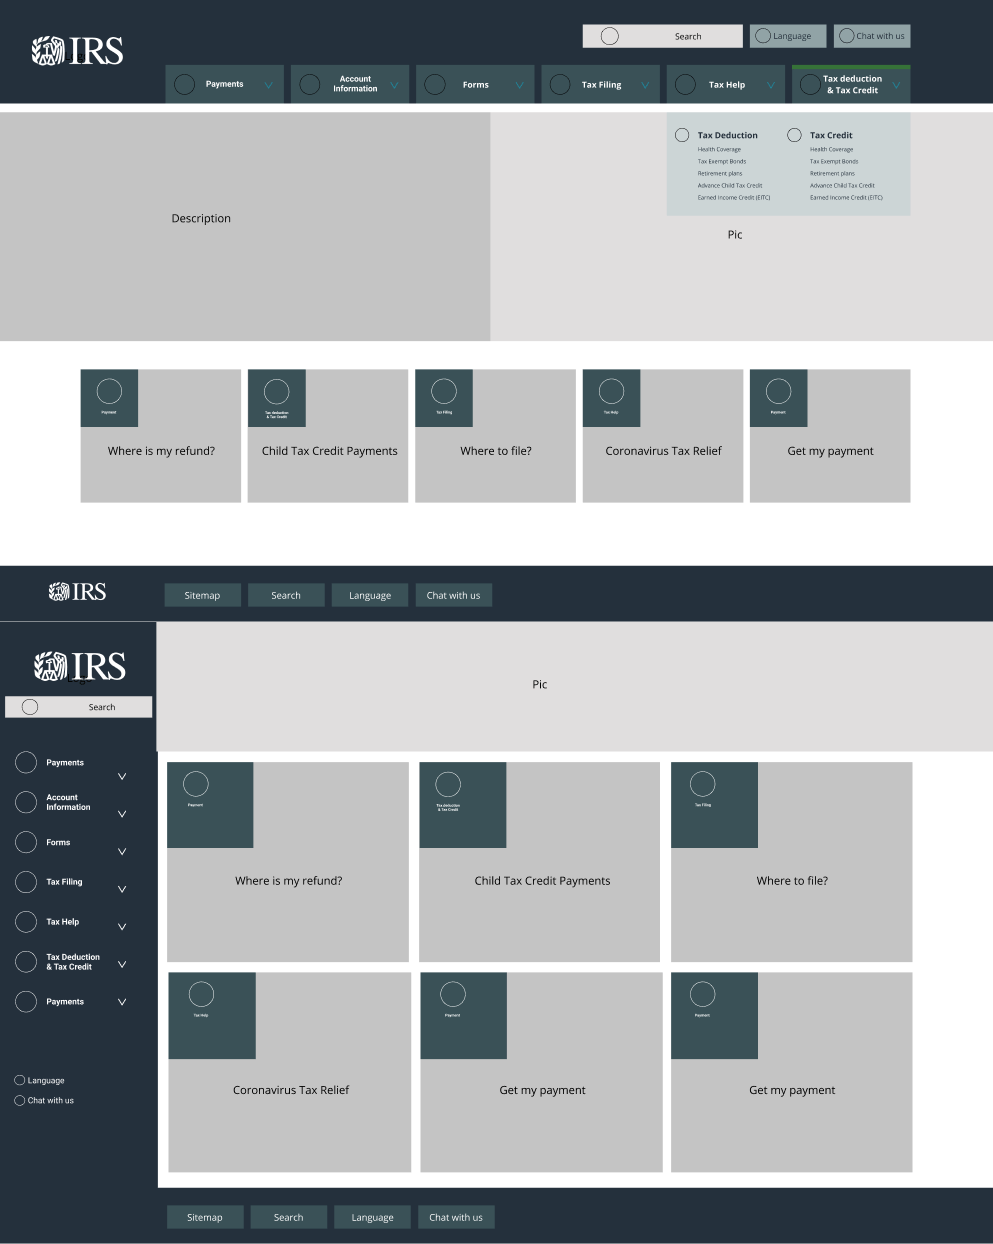 IRS
Search
Language
Chat with us
Payments
Account
Information
Forms
Tax Filing
Tax Help
Tax deduction
& Tax Credit
Tax Deduction
Health Coverage
Tax Exempt Bonds
Retirement plans
Advance Child Tax Credit
Earned Income Credit (EITC)
Tax Credit
Health Coverage
Tax Exempt Bonds
Retirement plans
Advance Child Tax Credit
Earned Income Credit (EITC)
Description
Pic
Payment
Where is my refund?
Tax deduction
& Tax Credit
Child Tax Credit Payments
Tax Filing
Where to file?
Tax Help
Coronavirus Tax Relief
Payment
Get my payment
IRS
Sitemap
Search
Language
Chat with us
IRS
Search
Payments
Account
Information
Forms
Tax Filing
Tax Help
Tax Deduction
& Tax Credit
Payments
Language
Chat with us
Pic
Payment
Where is my refund?
Tax deduction
& Tax Credit
Child Tax Credit Payments
Tax Filing
Where to file?
Tax Help
Coronavirus Tax Relief
Payment
Get my payment
Payment
Get my payment
Sitemap
Search
Language
Chat with us